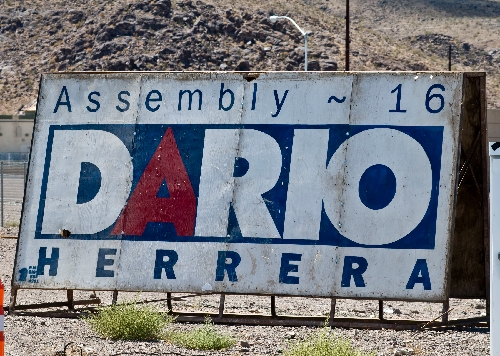 Assembly ~ 16
DARIO
HERRERA